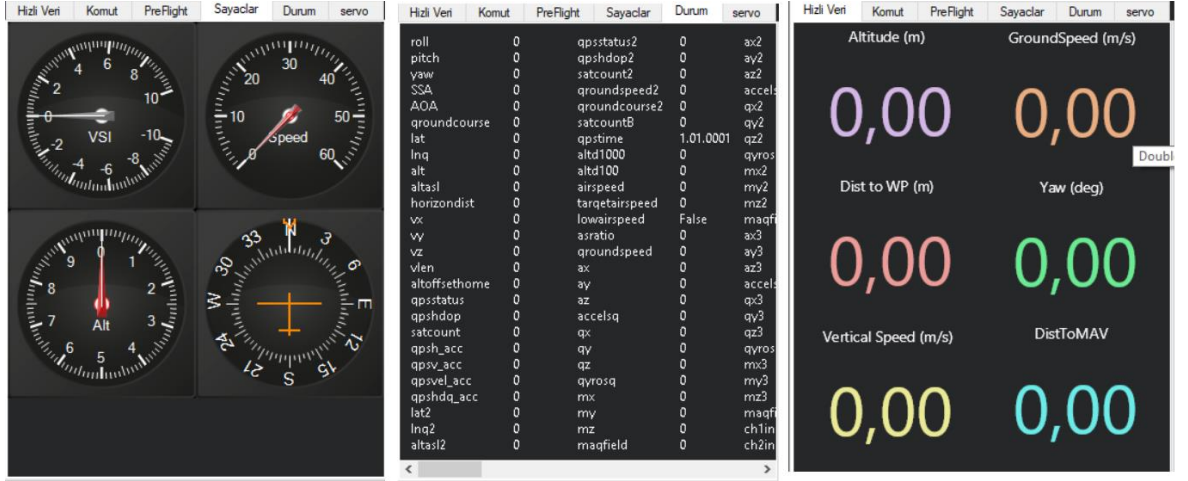 Hizli Veri Komut PreFlight Sayaclar Durum servo
2 4 6 8 10
0
VSI
-2 -4 -6 -8 -10
0 10 20 30 40 50 60
Speed
0 1 2 3 4 5 6 7 8 9
Alt
N 3 6 E 12 15 S 21 24 W 30 33
Hizli Veri Komut PreFlight Sayaclar Durum servo
roll 0 gpsstatus2 0 ax2
pitch 0 gpshdop2 0 ay2
yaw 0 satcount2 0 az2
SSA 0 groundspeed2 0 accels
AOA 0 groundcourse2 0 gx2
groundcourse 0 satcountB 0 gy2
lat 0 gpstime 1.01.0001 gz2
lng 0 altd1000 0 gyros
alt 0 altd100 0 mx2
altasl 0 airspeed 0 my2
horizondist 0 targetairspeed 0 mz2
vx 0 lowairspeed False magfi
vy 0 asratio 0 ax3
vz 0 groundspeed 0 ay3
vlen 0 ax 0 az3
altoffsethome 0 ay 0 accels
gpsstatus 0 az 0 gx3
gpshdop 0 accelsq 0 gy3
satcount 0 gx 0 gz3
gpsh_acc 0 gy 0 gyros
gpsv_acc 0 gz 0 mx3
gpsvel_acc 0 gyrosq 0 my3
gpshdg_acc 0 mx 0 mz3
lat2 0 my 0 magfi
lng2 0 mz 0 ch1in
altasl2 0 magfield 0 ch2in
Hizli Veri Komut PreFlight Sayaclar Durum servo
Altitude (m) GroundSpeed (m/s)
0,00 0,00
Doubl
Dist to WP (m) Yaw (deg)
0,00 0,00
Vertical Speed (m/s) DistToMAV
0,00 0,00